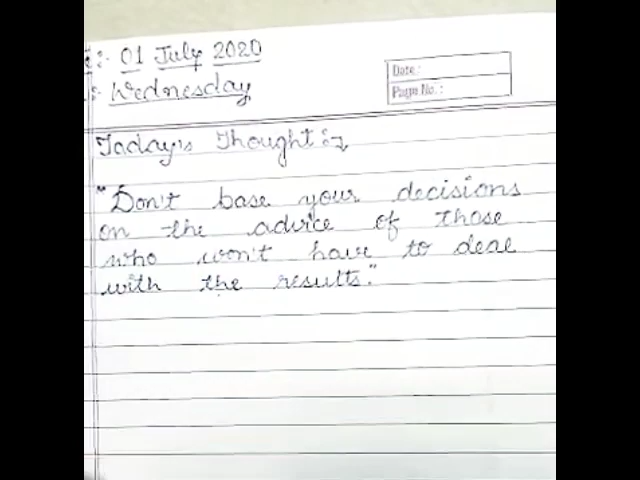 :- 01 July 2020
:- Wednesday
Date:
Page No.:
Today's Thought :-
"Don't base your decisions
on the advice of those
who won't have to deal
with the results."